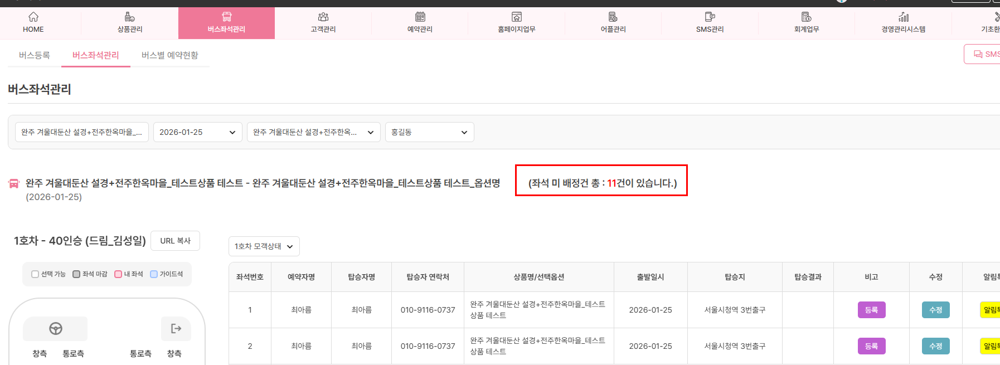 HOME
상품관리
버스좌석관리
고객관리
예약관리
홈페이지업무
어플관리
SMS관리
회계업무
경영관리시스템
기초환
버스등록
버스좌석관리
버스별 예약현황
SMS
버스좌석관리
완주 겨울대둔산 설경+전주한옥마을_...
2026-01-25
완주 겨울대둔산 설경+전주한옥...
홍길동
완주 겨울대둔산 설경+전주한옥마을_테스트상품 테스트 - 완주 겨울대둔산 설경+전주한옥마을_테스트상품 테스트_옵션명
(좌석 미 배정건 총 : 11건이 있습니다.)
(2026-01-25)
1호차 - 40인승 (드림_김성일)
URL 복사
1호차 모객상태
선택 가능
좌석 마감
내 좌석
가이드석
창측
통로측
통로측
창측
좌석번호
예약자명
탑승자명
탑승자 연락처
상품명/선택옵션
출발일시
탑승지
탑승결과
비고
수정
알림톡
1
최아름
최아름
010-9116-0737
완주 겨울대둔산 설경+전주한옥마을_테스트
상품 테스트
2026-01-25
서울시청역 3번출구
등록
수정
알림톡
2
최아름
최아름
010-9116-0737
완주 겨울대둔산 설경+전주한옥마을_테스트
상품 테스트
2026-01-25
서울시청역 3번출구
등록
수정
알림톡